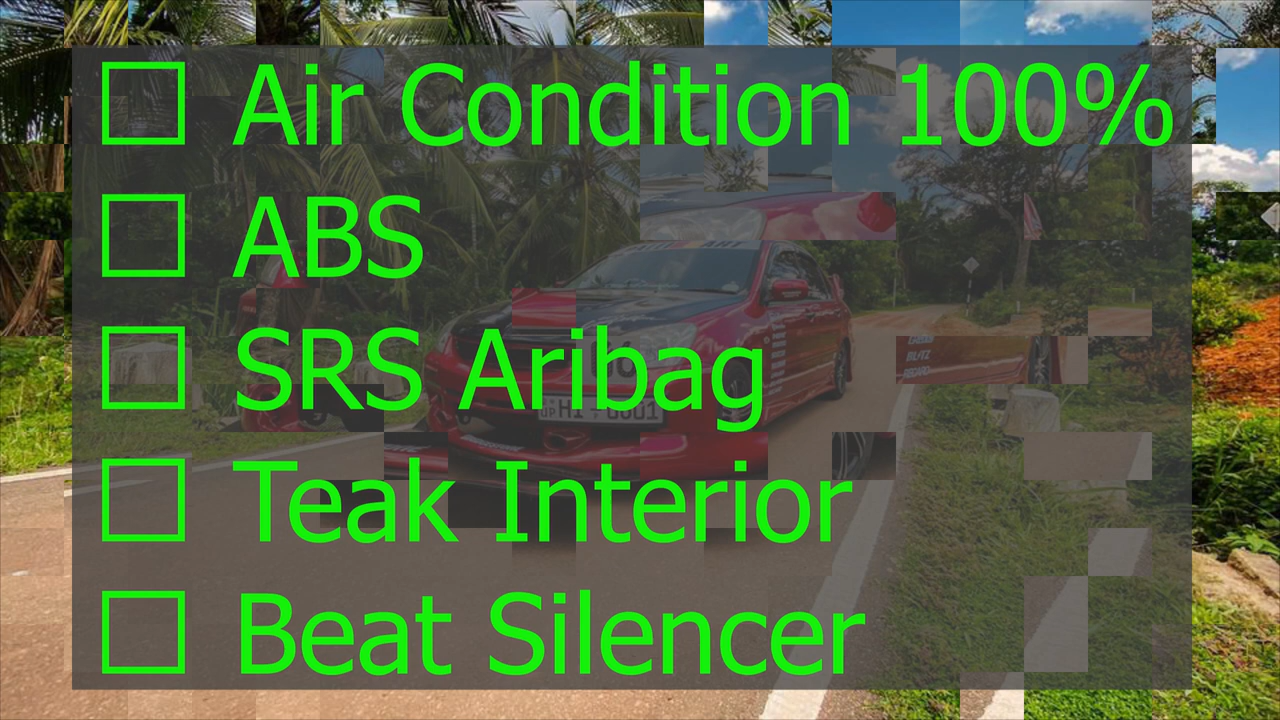 ☐ Air Condition 100%
☐ ABS
☐ SRS Aribag
☐ Teak Interior
☐ Beat Silencer